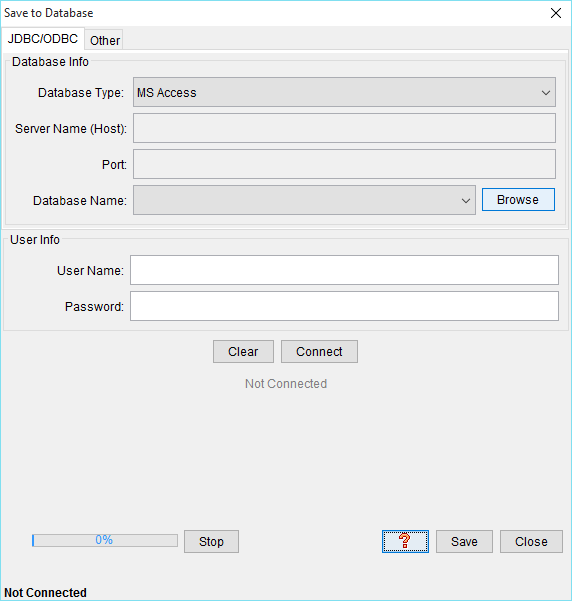 Save to Database
JDBC/ODBC Other
Database Info
Database Type: MS Access
Server Name (Host):
Port:
Database Name: Browse
User Info
User Name:
Password:
Clear Connect
Not Connected
0% Stop ? Save Close
Not Connected